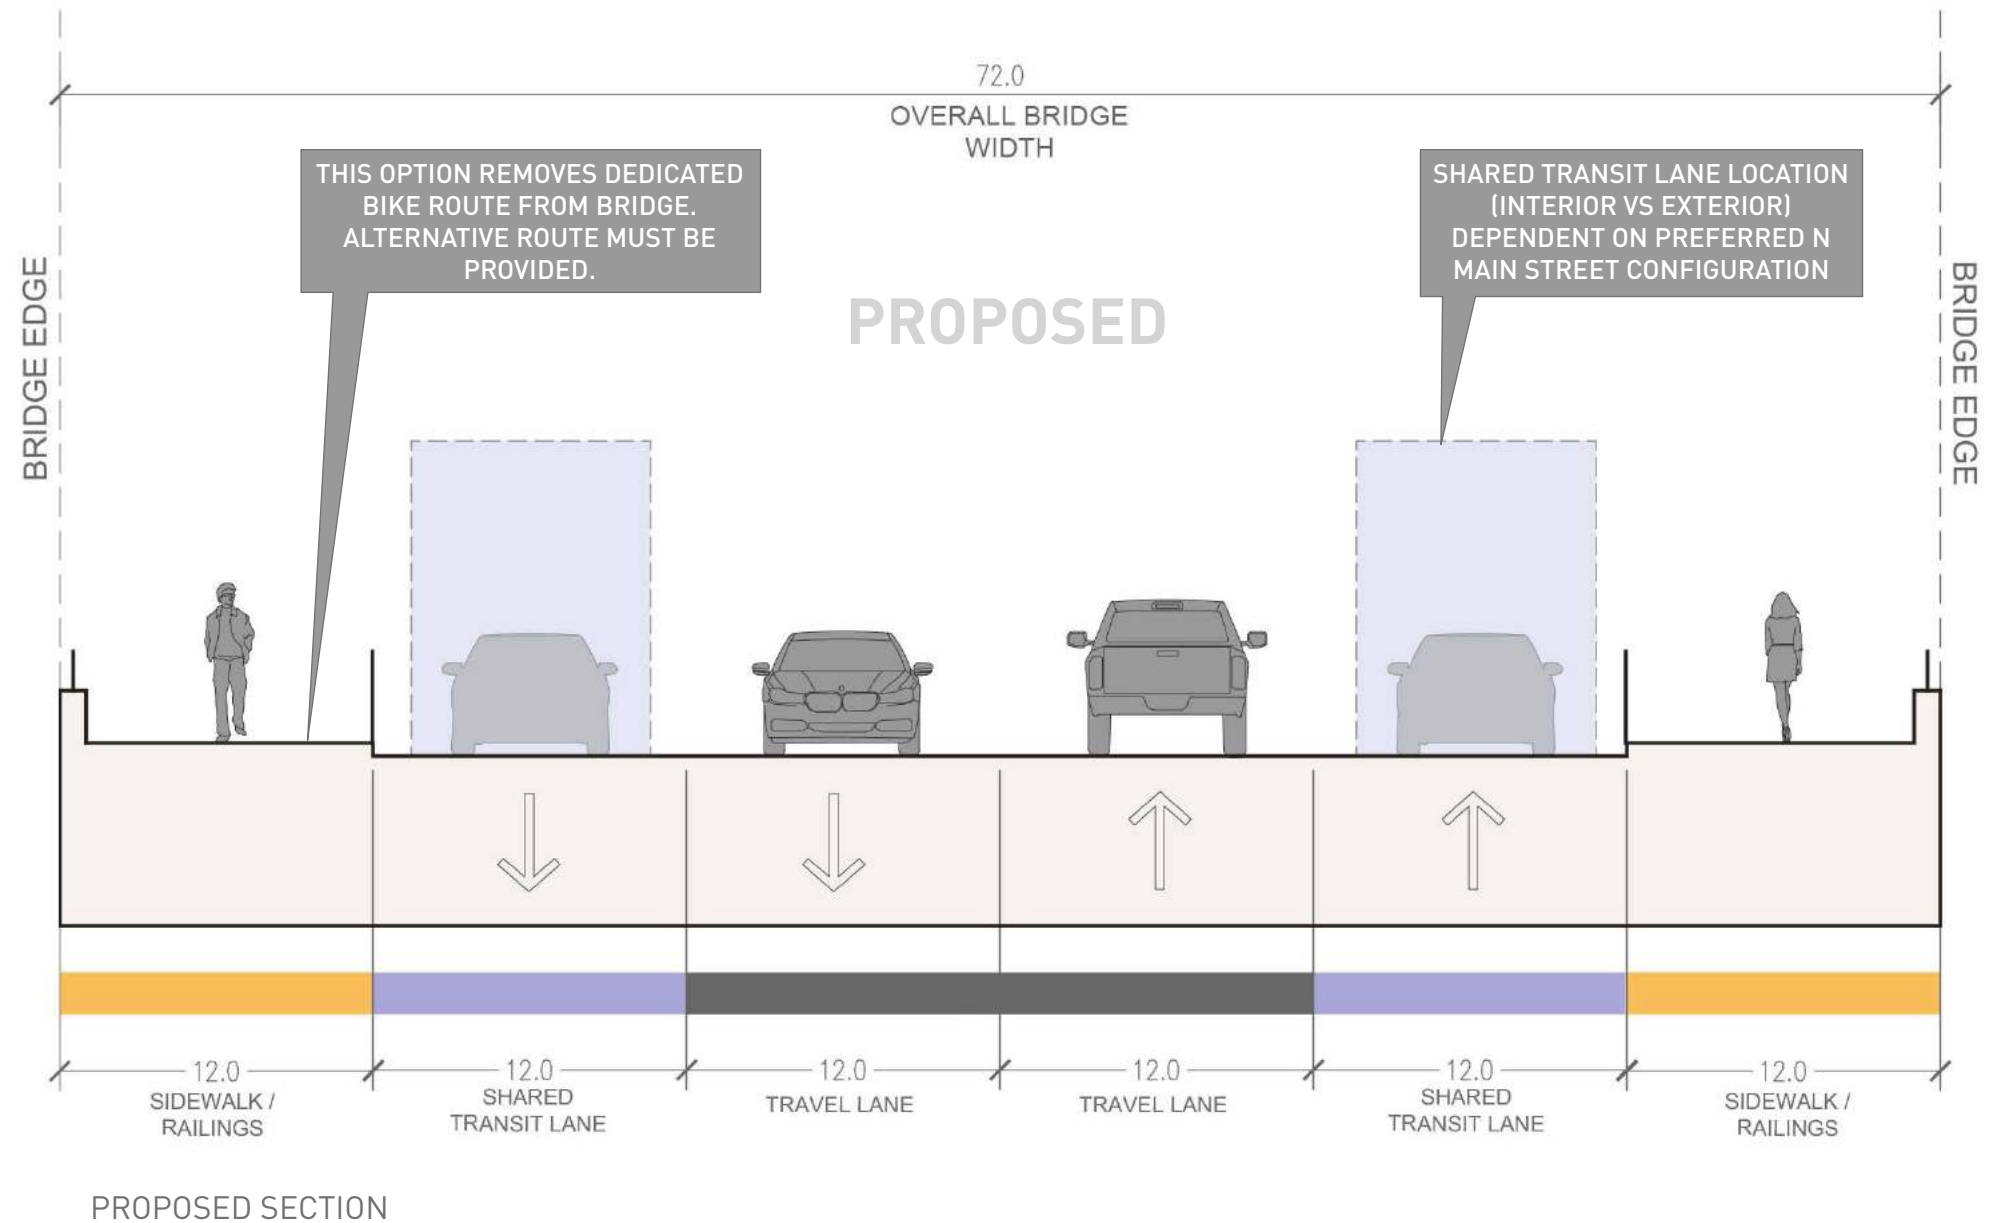 72.0
OVERALL BRIDGE
WIDTH
THIS OPTION REMOVES DEDICATED
BIKE ROUTE FROM BRIDGE.
ALTERNATIVE ROUTE MUST BE
PROVIDED.
SHARED TRANSIT LANE LOCATION
(INTERIOR VS EXTERIOR)
DEPENDENT ON PREFERRED N
MAIN STREET CONFIGURATION
BRIDGE EDGE
PROPOSED
BRIDGE EDGE
12.0
SIDEWALK /
RAILINGS
12.0
SHARED
TRANSIT LANE
12.0
TRAVEL LANE
12.0
TRAVEL LANE
12.0
SHARED
TRANSIT LANE
12.0
SIDEWALK /
RAILINGS
PROPOSED SECTION